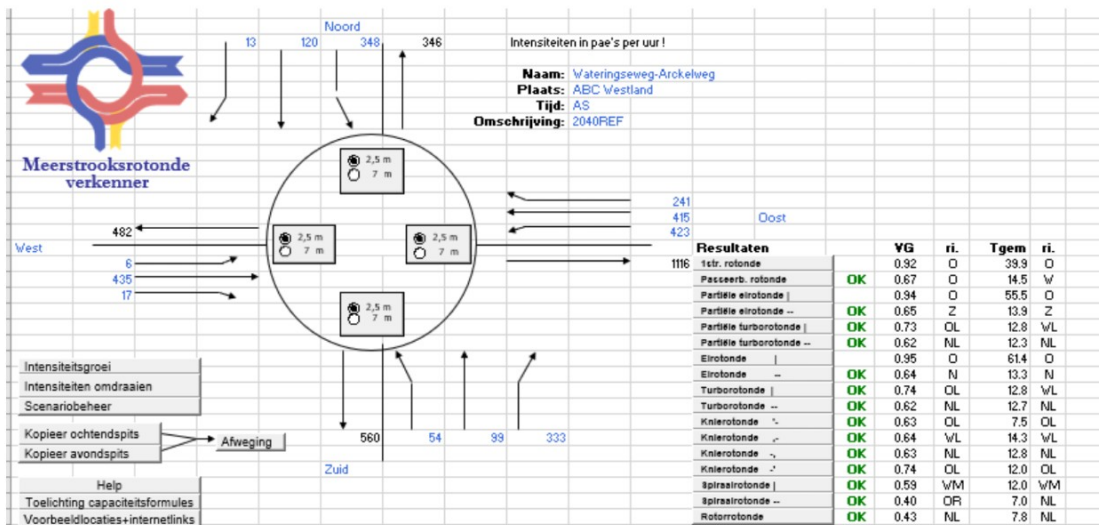 Noord
13 120 348 346
Intensiteiten in pae's per uur !
Naam: Wateringseweg-Arckelweg
Plaats: ABC Westland
Tijd: AS
Omschrijving: 2040REF
Meerstrooksrotonde
verkenner
2,5 m
7 m
241
415 Oost
423
482
West
2,5 m
7 m
2,5 m
7 m
6
435
17
1116
2,5 m
7 m
Resultaten VG ri. Tgem ri.
1str. rotonde 0.92 O 39.9 O
Passeerb. rotonde OK 0.67 O 14.5 W
Partiële eirotonde | 0.94 O 55.5 O
Partiële eirotonde -- OK 0.65 Z 13.9 Z
Partiële turborotonde | OK 0.73 OL 12.8 WL
Partiële turborotonde -- OK 0.62 NL 12.3 NL
Eirotonde | 0.95 O 61.4 O
Eirotonde -- OK 0.64 N 13.3 N
Turborotonde | OK 0.74 OL 12.8 WL
Turborotonde -- OK 0.62 NL 12.7 NL
Knierotonde '- OK 0.63 OL 7.5 OL
Knierotonde ,- OK 0.64 WL 14.3 WL
Knierotonde -, OK 0.63 NL 12.8 NL
Knierotonde -' OK 0.74 OL 12.0 OL
Spiraalrotonde | OK 0.59 WM 12.0 WM
Spiraalrotonde -- OK 0.40 OR 7.0 NL
Rotorrotonde OK 0.43 NL 7.8 NL
Intensiteitsgroei
Intensiteiten omdraaien
Scenariobeheer
Kopieer ochtendspits
Kopieer avondspits
Afweging
560 54 99 333
Zuid
Help
Toelichting capaciteitsformules
Voorbeeldlocaties+internetlinks